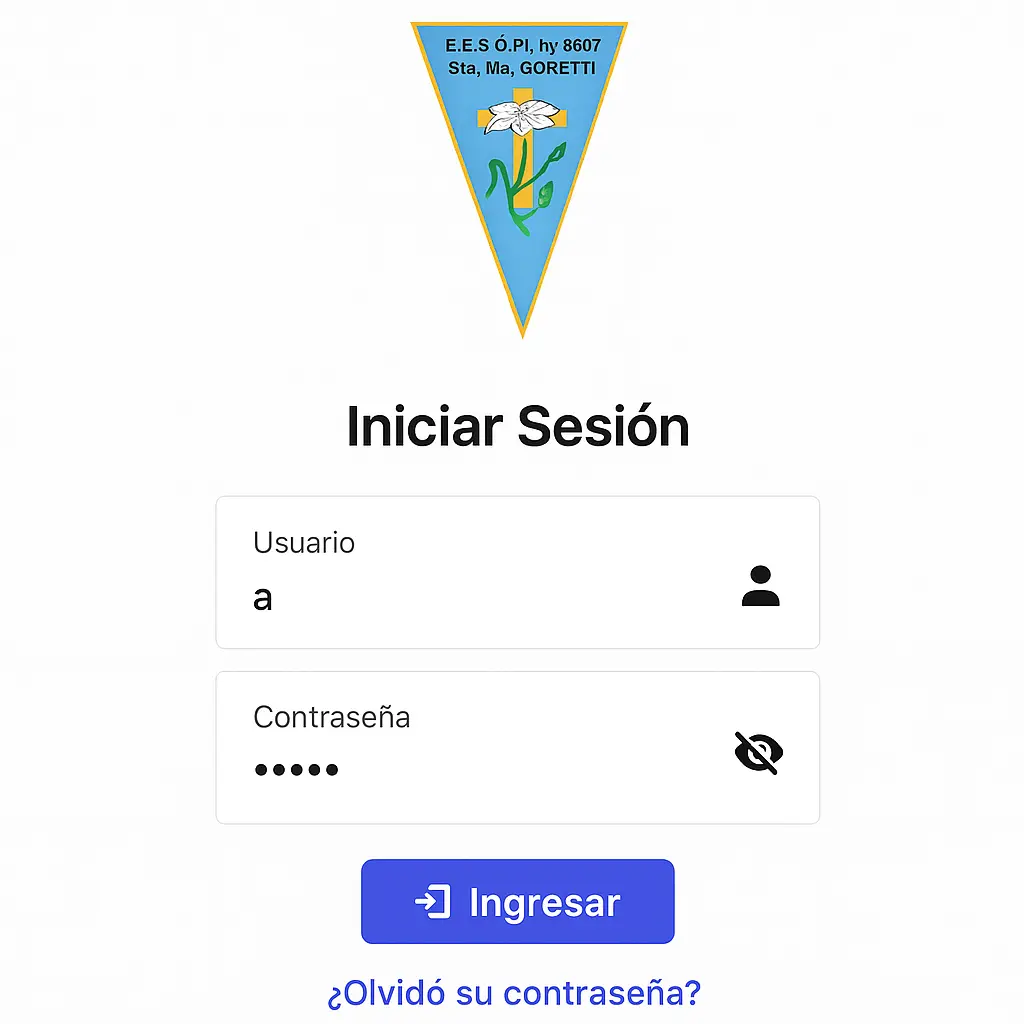 E.E.S Ó.PI, hy 8607
Sta, Ma, GORETTI
Iniciar Sesión
Usuario
a
Contraseña
•••••
Ingresar
¿Olvidó su contraseña?